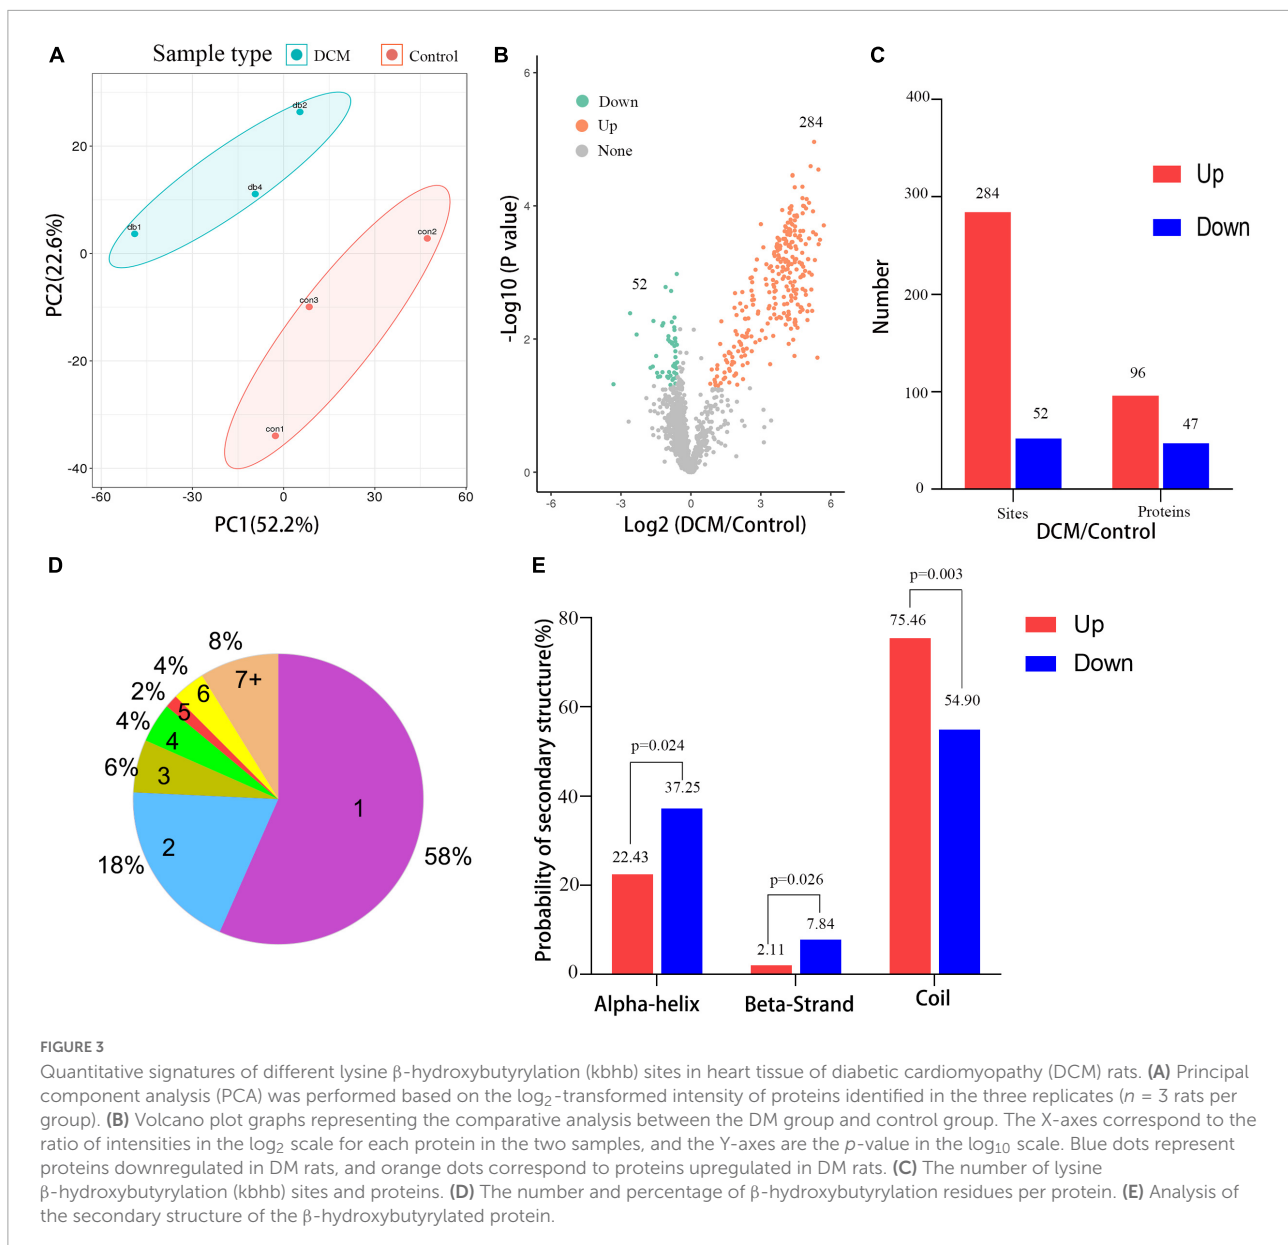 A
Sample type DCM Control
db2
db4
db1
con2
con3
con1
20
0
-20
-40
-60 -30 0 30 60
PC2(22.6%)
PC1(52.2%)
B
Down
Up
None
284
52
6
4
2
0
-6 -3 0 3 6
-Log10 (P value)
Log2 (DCM/Control)
C
400
300
200
100
0
Number
284
52
96
47
Up
Down
Sites Proteins
DCM/Control
D
8%
4%
2%
4%
6%
18%
58%
7+
6
5
4
3
2
1
E
p=0.003
80
60
40
20
0
Probability of secondary structure(%)
75.46
54.90
p=0.024
37.25
22.43
p=0.026
7.84
2.11
Up
Down
Alpha-helix Beta-Strand Coil
FIGURE 3
Quantitative signatures of different lysine β-hydroxybutyrylation (kbhb) sites in heart tissue of diabetic cardiomyopathy (DCM) rats. (A) Principal
component analysis (PCA) was performed based on the log₂-transformed intensity of proteins identified in the three replicates (n = 3 rats per
group). (B) Volcano plot graphs representing the comparative analysis between the DM group and control group. The X-axes correspond to the
ratio of intensities in the log₂ scale for each protein in the two samples, and the Y-axes are the p-value in the log₁₀ scale. Blue dots represent
proteins downregulated in DM rats, and orange dots correspond to proteins upregulated in DM rats. (C) The number of lysine
β-hydroxybutyrylation (kbhb) sites and proteins. (D) The number and percentage of β-hydroxybutyrylation residues per protein. (E) Analysis of
the secondary structure of the β-hydroxybutyrylated protein.